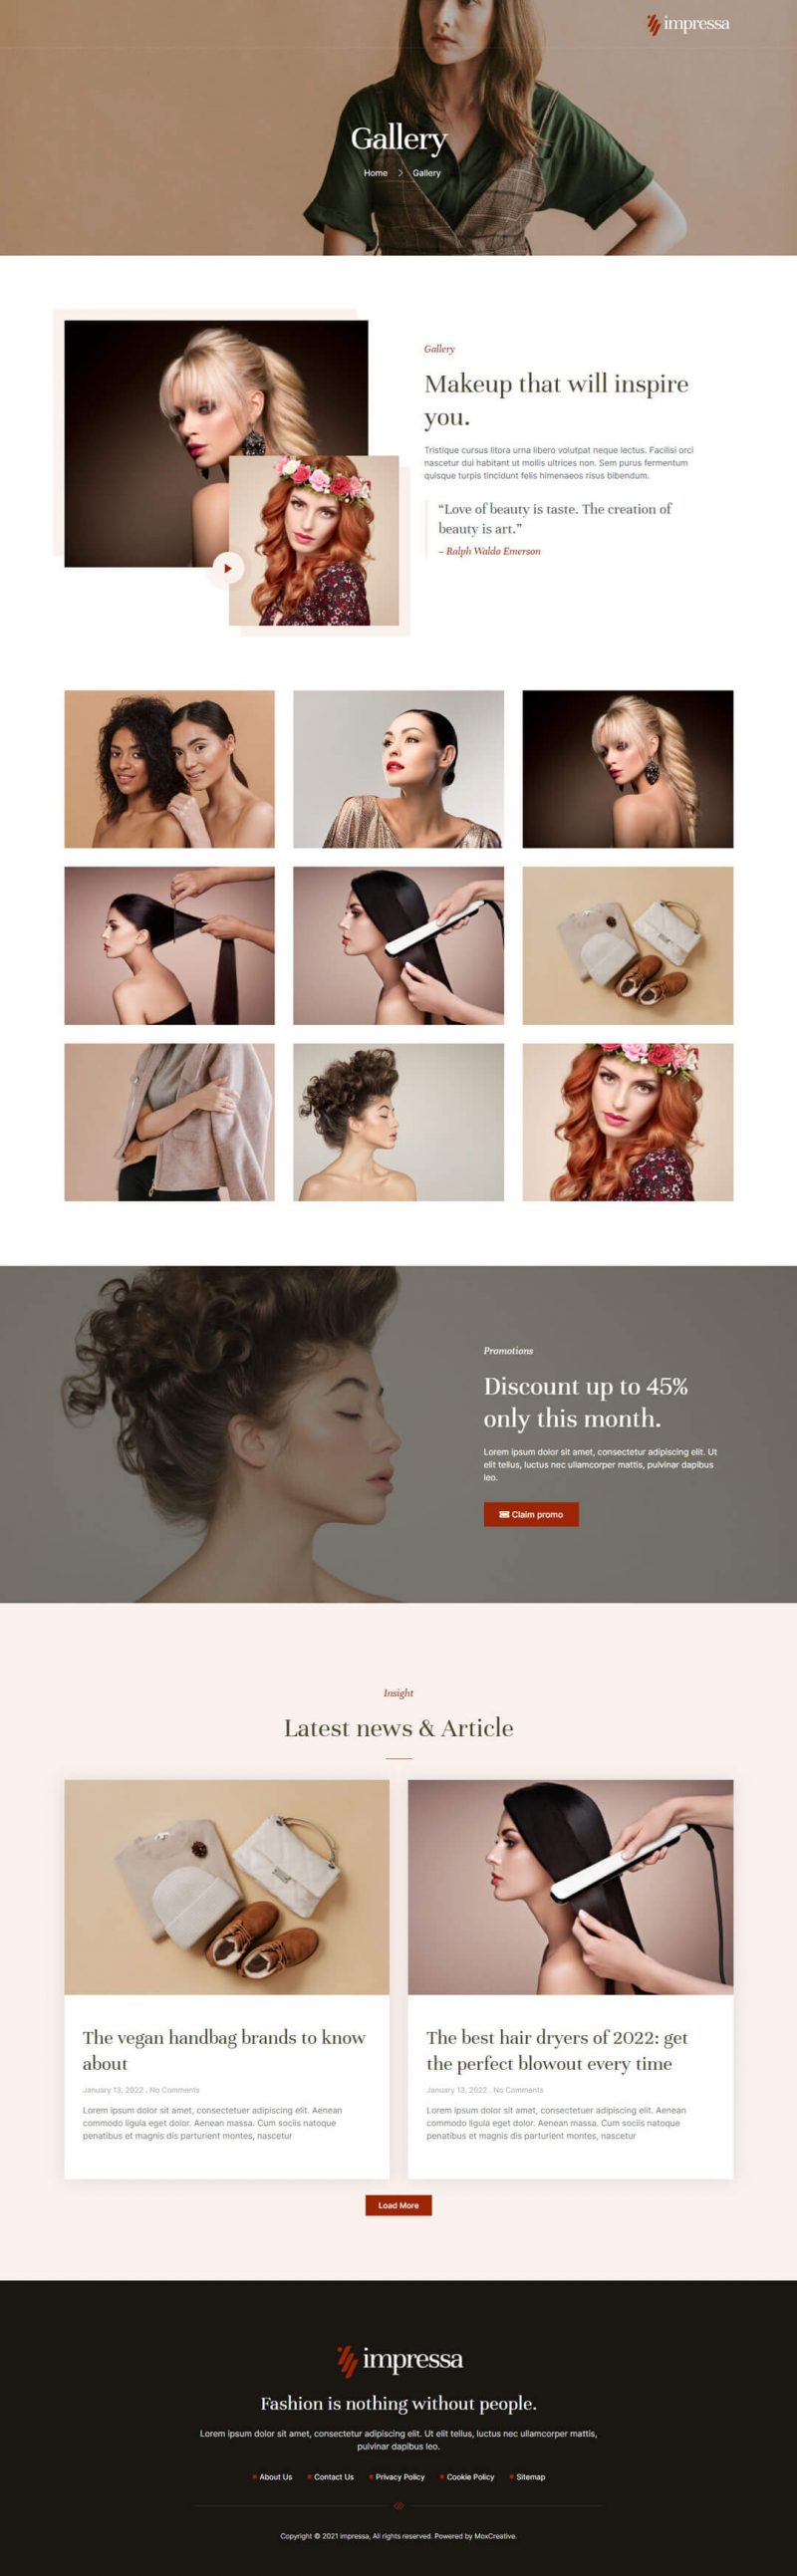 impressa
Gallery
Home > Gallery
Gallery
Makeup that will inspire
you.
Tristique cursus litora urna libero volutpat neque lectus. Facilisi orci
nascetur dui habitant ut mollis ultrices non. Sem purus fermentum
quisque turpis tincidunt felis himenaeos risus bibendum.
“Love of beauty is taste. The creation of
beauty is art.”
– Ralph Waldo Emerson
Promotions
Discount up to 45%
only this month.
Lorem ipsum dolor sit amet, consectetur adipiscing elit. Ut
elit tellus, luctus nec ullamcorper mattis, pulvinar dapibus
leo.
Claim promo
Insight
Latest news & Article
The vegan handbag brands to know
about
January 13, 2022 . No Comments
Lorem ipsum dolor sit amet, consectetuer adipiscing elit. Aenean
commodo ligula eget dolor. Aenean massa. Cum sociis natoque
penatibus et magnis dis parturient montes, nascetur
The best hair dryers of 2022: get
the perfect blowout every time
January 13, 2022 . No Comments
Lorem ipsum dolor sit amet, consectetuer adipiscing elit. Aenean
commodo ligula eget dolor. Aenean massa. Cum sociis natoque
penatibus et magnis dis parturient montes, nascetur
Load More
impressa
Fashion is nothing without people.
Lorem ipsum dolor sit amet, consectetur adipiscing elit. Ut elit tellus, luctus nec ullamcorper mattis,
pulvinar dapibus leo.
About Us Contact Us Privacy Policy Cookie Policy Sitemap
Copyright © 2021 impressa, All rights reserved. Powered by MoxCreative.